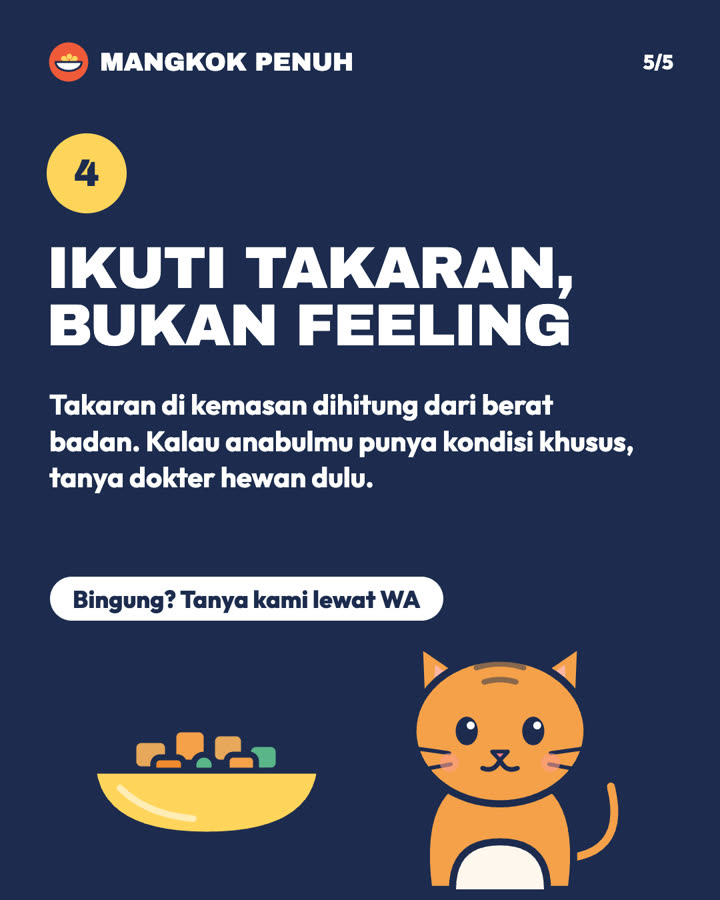 MANGKOK PENUH
5/5
4
IKUTI TAKARAN,
BUKAN FEELING
Takaran di kemasan dihitung dari berat
badan. Kalau anabulmu punya kondisi khusus,
tanya dokter hewan dulu.
Bingung? Tanya kami lewat WA